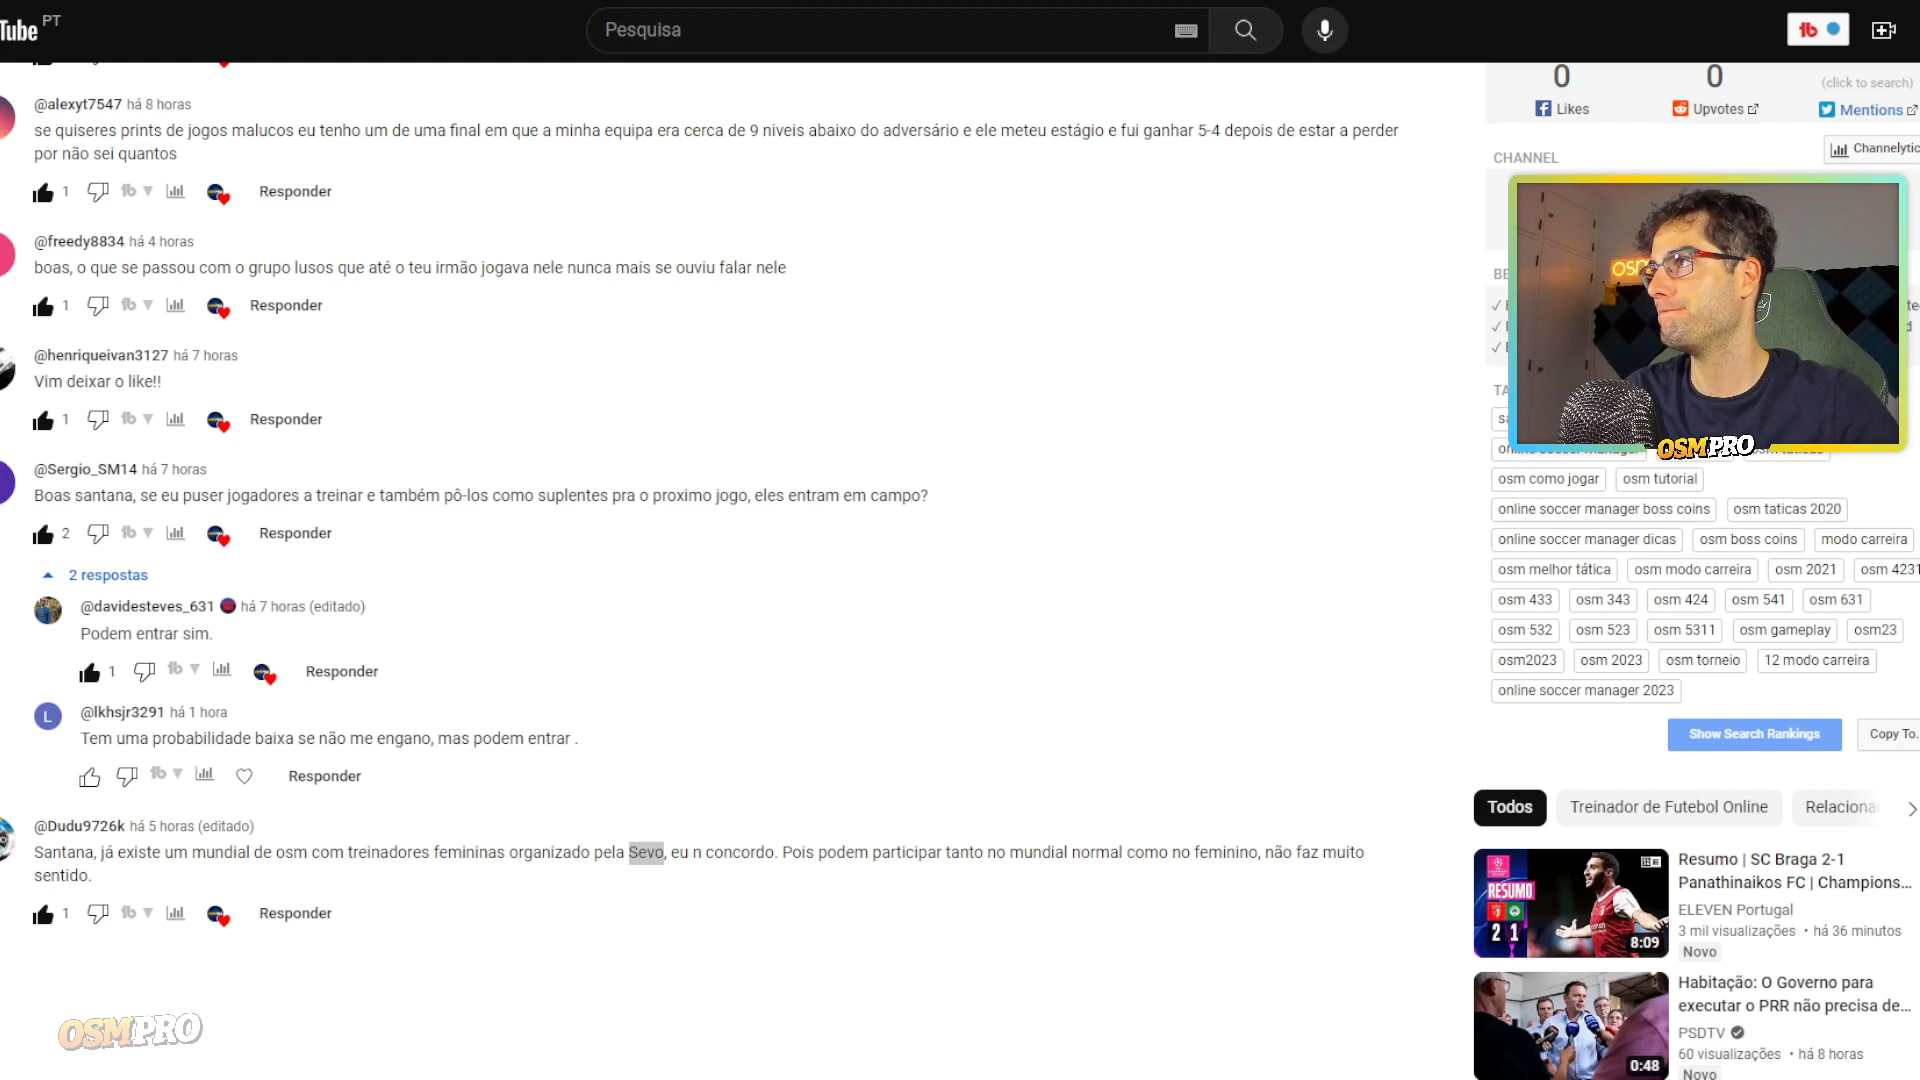 Tube PT
Pesquisa
@alexyt7547 há 8 horas
se quiseres prints de jogos malucos eu tenho um de uma final em que a minha equipa era cerca de 9 niveis abaixo do adversário e ele meteu estágio e fui ganhar 5-4 depois de estar a perder
por não sei quantos
1 Responder
@freedy8834 há 4 horas
boas, o que se passou com o grupo lusos que até o teu irmão jogava nele nunca mais se ouviu falar nele
1 Responder
@henriqueivan3127 há 7 horas
Vim deixar o like!!
1 Responder
@Sergio_SM14 há 7 horas
Boas santana, se eu puser jogadores a treinar e também pô-los como suplentes pra o proximo jogo, eles entram em campo?
2 Responder
2 respostas
@davidesteves_631 há 7 horas (editado)
Podem entrar sim.
1 Responder
L
@lkhsjr3291 há 1 hora
Tem uma probabilidade baixa se não me engano, mas podem entrar .
Responder
@Dudu9726k há 5 horas (editado)
Santana, já existe um mundial de osm com treinadores femininas organizado pela Sevo, eu n concordo. Pois podem participar tanto no mundial normal como no feminino, não faz muito
sentido.
1 Responder
OSMPRO
0 0 (click to search)
Likes Upvotes Mentions
CHANNEL
Channelytic
OSMPRO
osm como jogar osm tutorial
online soccer manager boss coins osm taticas 2020
online soccer manager dicas osm boss coins modo carreira
osm melhor tática osm modo carreira osm 2021 osm 4231
osm 433 osm 343 osm 424 osm 541 osm 631
osm 532 osm 523 osm 5311 osm gameplay osm23
osm2023 osm 2023 osm torneio 12 modo carreira
online soccer manager 2023
Show Search Rankings Copy To.
Todos Treinador de Futebol Online Relaciona
RESUMO
2 1
8:09
Resumo | SC Braga 2-1
Panathinaikos FC | Champions...
ELEVEN Portugal
3 mil visualizações • há 36 minutos
Novo
0:48
Habitação: O Governo para
executar o PRR não precisa de...
PSDTV
60 visualizações • há 8 horas
Novo